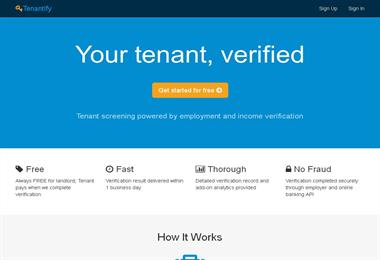 Tenantify
Sign Up Sign In
Your tenant, verified
Get started for free
Tenant screening powered by employment and income verification
Free
Always FREE for landlord, Tenant
pays when we complete
verification
Fast
Verification result delivered within
1 business day
Thorough
Detailed verification record and
add-on analytics provided
No Fraud
Verification completed securely
through employer and online
banking API
How It Works